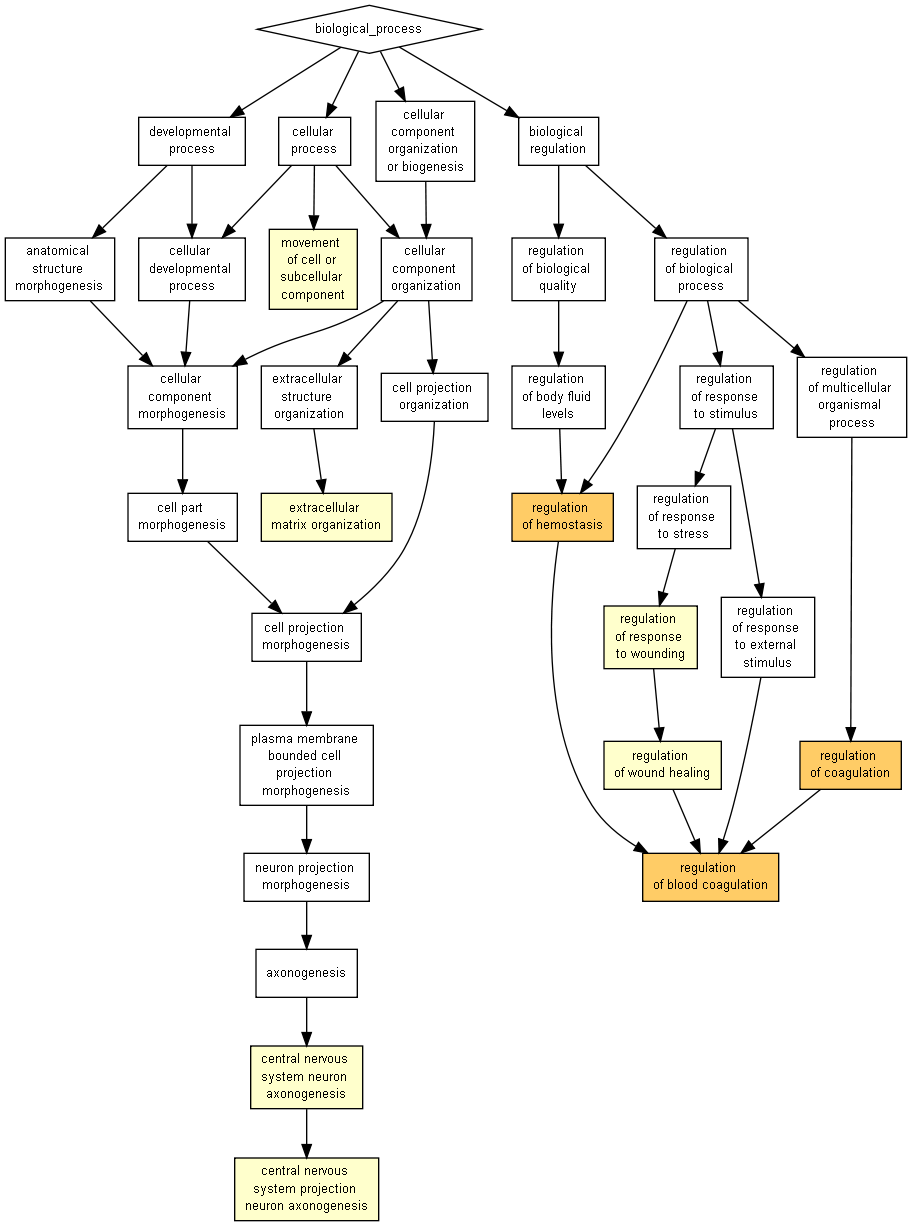 biological_process
developmental
process
cellular
process
cellular
component
organization
or biogenesis
biological
regulation
anatomical
structure
morphogenesis
cellular
developmental
process
movement
of cell or
subcellular
component
cellular
component
organization
regulation
of biological
quality
regulation
of biological
process
cellular
component
morphogenesis
extracellular
structure
organization
cell projection
organization
regulation
of body fluid
levels
regulation
of response
to stimulus
regulation
of multicellular
organismal
process
cell part
morphogenesis
extracellular
matrix organization
regulation
of hemostasis
regulation
of response
to stress
cell projection
morphogenesis
regulation
of response
to wounding
regulation
of response
to external
stimulus
plasma membrane
bounded cell
projection
morphogenesis
regulation
of wound healing
regulation
of coagulation
neuron projection
morphogenesis
regulation
of blood coagulation
axonogenesis
central nervous
system neuron
axonogenesis
central nervous
system projection
neuron axonogenesis